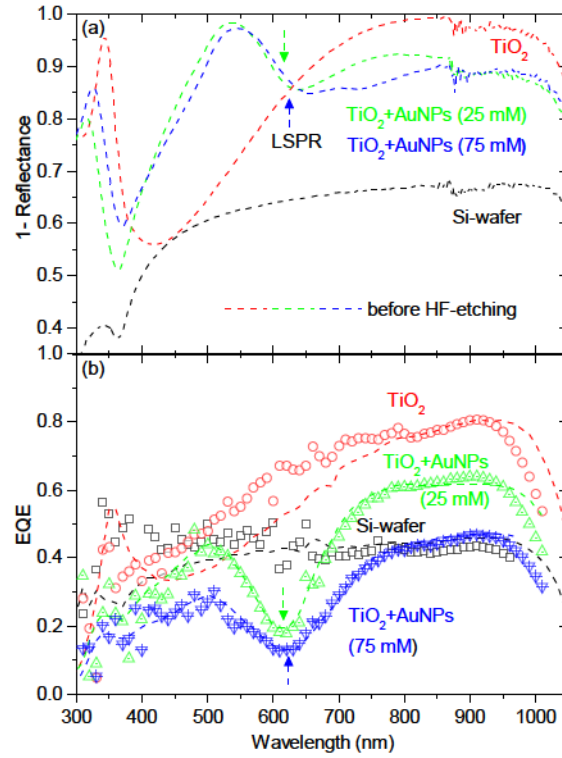 (a)
1.0
TiO2
0.9
TiO2+AuNPs (25 mM)
0.8
LSPR
TiO2+AuNPs (75 mM)
0.7
Si-wafer
0.6
0.5
before HF-etching
0.4
1- Reflectance
1.0
(b)
TiO2
0.8
TiO2+AuNPs
(25 mM)
0.6
Si-wafer
0.4
TiO2+AuNPs
0.2
(75 mM)
0.0
EQE
300 400 500 600 700 800 900 1000
Wavelength (nm)